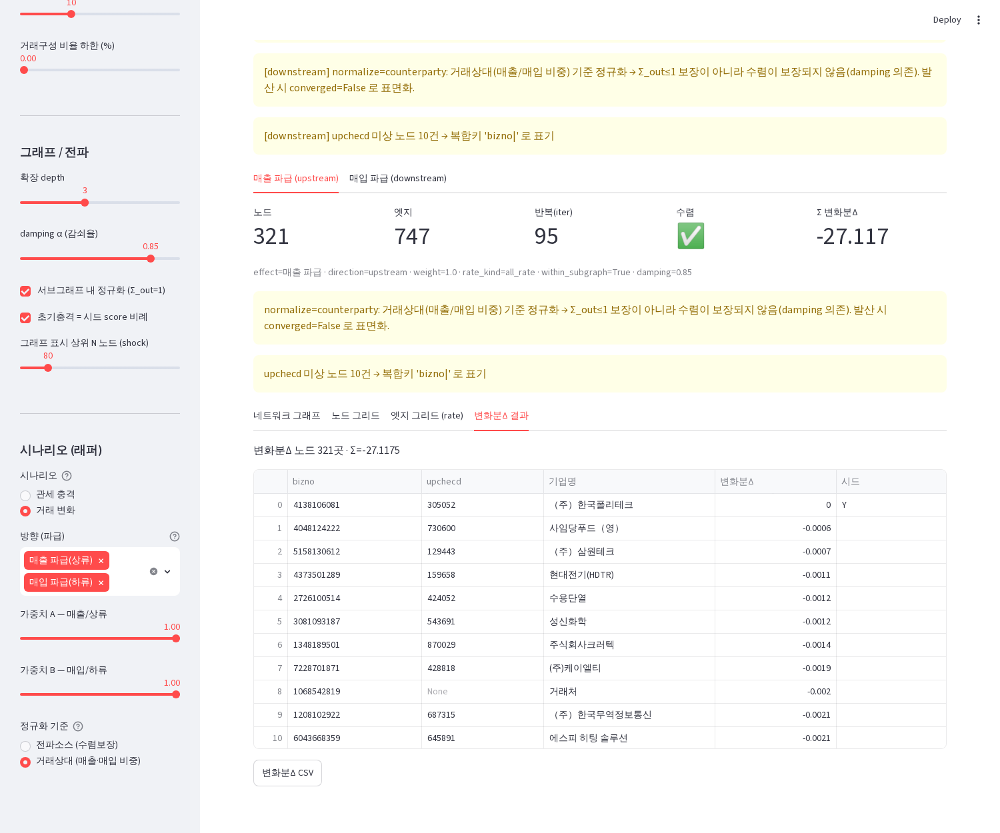 10
거래구성 비율 하한 (%)
0.00
그래프 / 전파
확장 depth
3
damping α (감쇠율)
0.85
서브그래프 내 정규화 (Σ_out=1)
초기충격 = 시드 score 비례
그래프 표시 상위 N 노드 (shock)
80
시나리오 (래퍼)
시나리오
관세 충격
거래 변화
방향 (파급)
매출 파급(상류) ×
매입 파급(하류) ×
가중치 A — 매출/상류
1.00
가중치 B — 매입/하류
1.00
정규화 기준
전파소스 (수렴보장)
거래상대 (매출·매입 비중)
Deploy
[downstream] normalize=counterparty: 거래상대(매출/매입 비중) 기준 정규화 → Σ_out≤1 보장이 아니라 수렴이 보장되지 않음(damping 의존). 발
산 시 converged=False 로 표면화.
[downstream] upchecd 미상 노드 10건 → 복합키 'bizno|' 로 표기
매출 파급 (upstream) 매입 파급 (downstream)
노드 엣지 반복(iter) 수렴 Σ 변화분Δ
321 747 95 ✅ -27.117
effect=매출 파급 · direction=upstream · weight=1.0 · rate_kind=all_rate · within_subgraph=True · damping=0.85
normalize=counterparty: 거래상대(매출/매입 비중) 기준 정규화 → Σ_out≤1 보장이 아니라 수렴이 보장되지 않음(damping 의존). 발산 시
converged=False 로 표면화.
upchecd 미상 노드 10건 → 복합키 'bizno|' 로 표기
네트워크 그래프 노드 그리드 엣지 그리드 (rate) 변화분Δ 결과
변화분Δ 노드 321곳 · Σ=-27.1175
bizno upchecd 기업명 변화분Δ 시드
0 4138106081 305052 （주）한국폴리테크 0 Y
1 4048124222 730600 사임당푸드（영） -0.0006
2 5158130612 129443 （주）삼원테크 -0.0007
3 4373501289 159658 현대전기(HDTR) -0.0011
4 2726100514 424052 수용단열 -0.0012
5 3081093187 543691 성신화학 -0.0012
6 1348189501 870029 주식회사크러텍 -0.0014
7 7228701871 428818 (주)케이엘티 -0.0019
8 1068542819 None 거래처 -0.002
9 1208102922 687315 （주）한국무역정보통신 -0.0021
10 6043668359 645891 에스피 히팅 솔루션 -0.0021
변화분Δ CSV